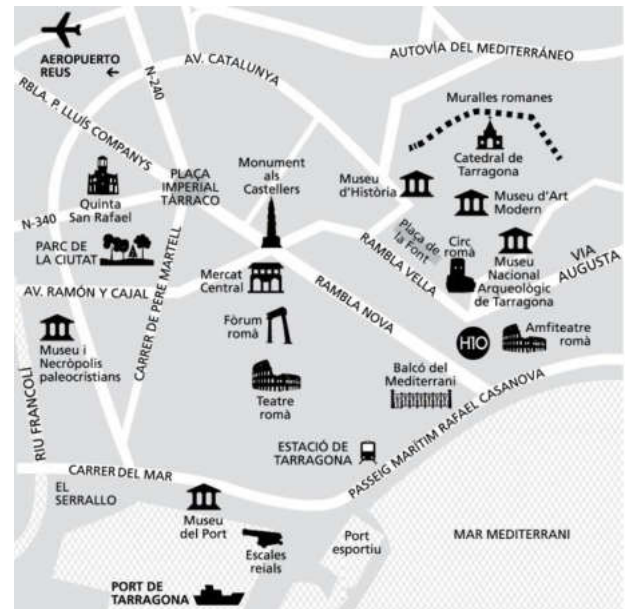 AEROPUERTO
REUS
N-240
AV. CATALUNYA
AUTOVÍA DEL MEDITERRÁNEO
RBLA. P. LLUÍS COMPANYS
Muralles romanes
Catedral de
Tarragona
PLAÇA
IMPERIAL
TÀRRACO
Monument
als
Castellers
Museu
d'Història
Museu d'Art
Modern
Quinta
San Rafael
N-340
PARC DE
LA CIUTAT
CARRER DE PERE MARTELL
Plaça de
la Font
Circ
romà
RAMBLA VELLA
Museu
Nacional
Arqueològic
de Tarragona
VIA
AUGUSTA
Mercat
Central
RAMBLA NOVA
AV. RAMÓN Y CAJAL
Fòrum
romà
H10
Amfiteatre
romà
Museu i
Necròpolis
paleocristians
Teatre
romà
Balcó del
Mediterrani
RIU FRANCOLÍ
ESTACIÓ DE
TARRAGONA
PASSEIG MARÍTIM RAFAEL CASANOVA
CARRER DEL MAR
EL
SERRALLO
Museu
del Port
Escales
reials
Port
esportiu
MAR MEDITERRANI
PORT DE
TARRAGONA